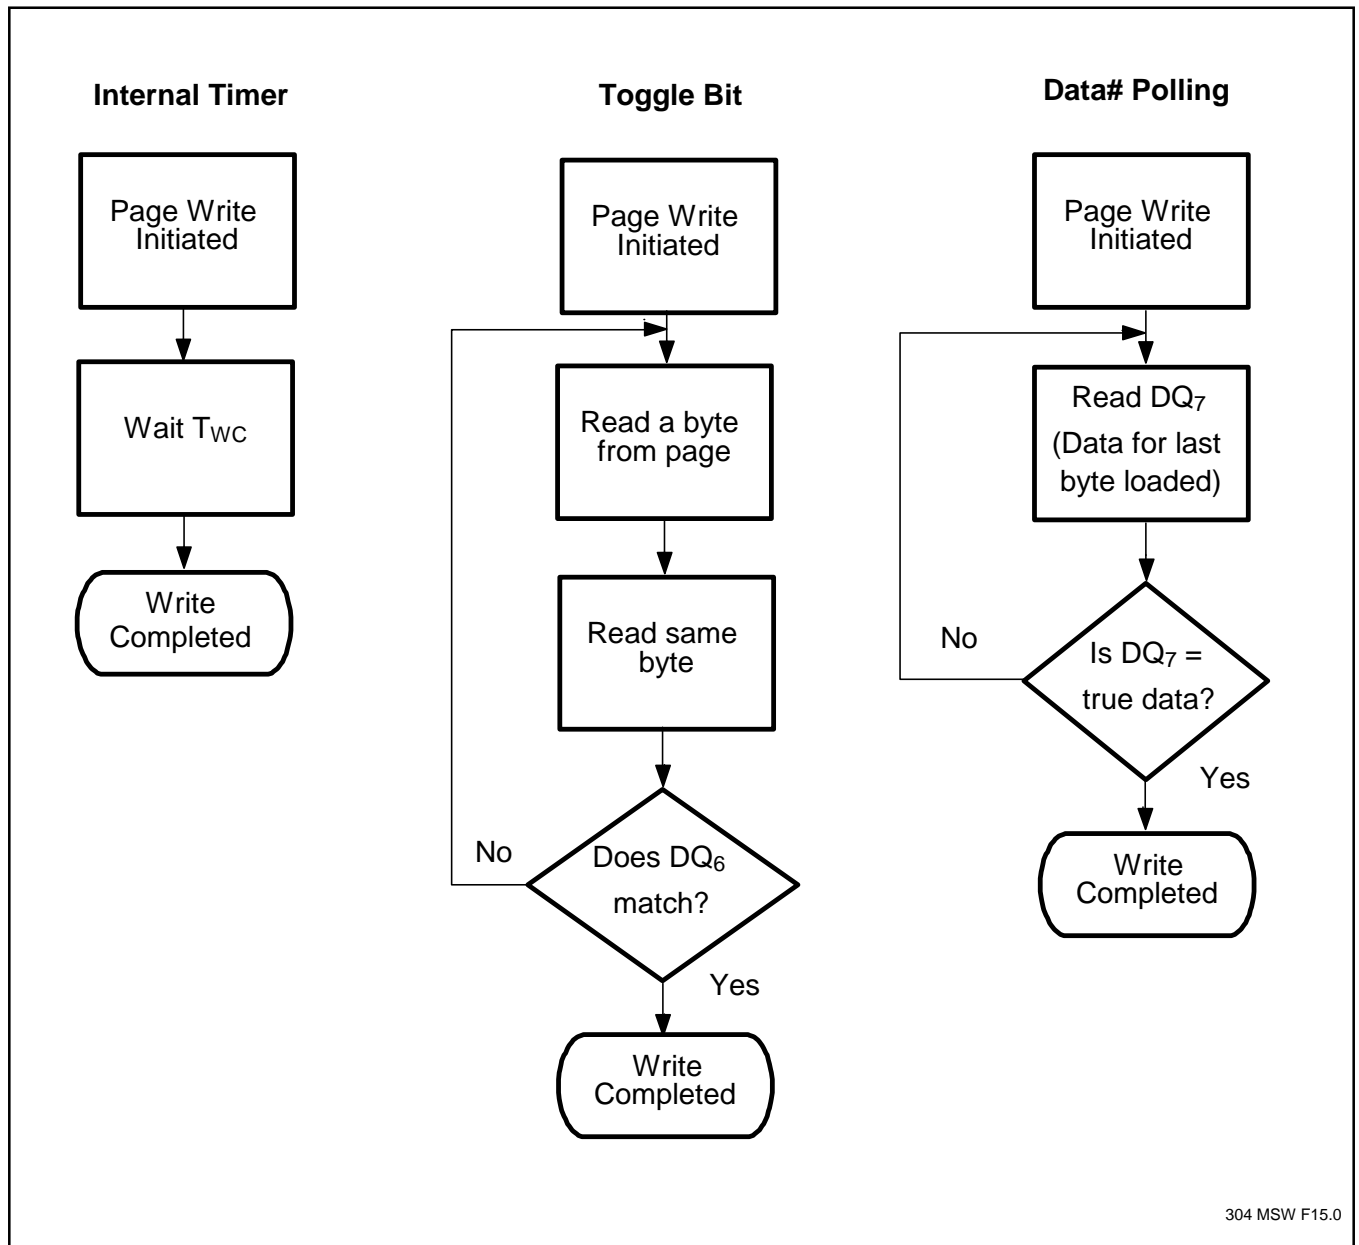 Internal Timer
Page Write
Initiated
Wait TWC
Write
Completed
Toggle Bit
Page Write
Initiated
Read a byte
from page
Read same
byte
Does DQ6
match?
No
Yes
Write
Completed
Data# Polling
Page Write
Initiated
Read DQ7
(Data for last
byte loaded)
Is DQ7 =
true data?
No
Yes
Write
Completed
304 MSW F15.0